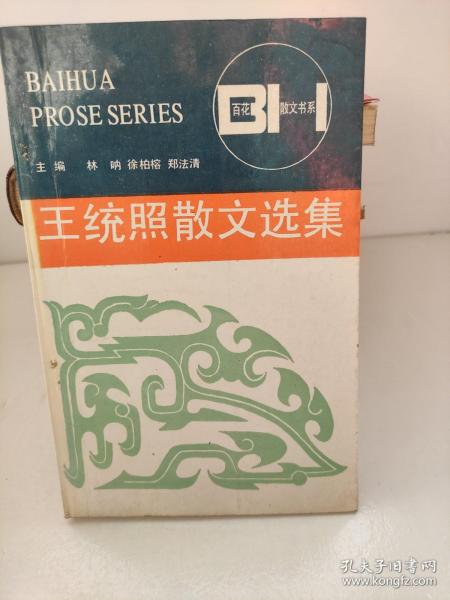 BAIHUA
PROSE SERIES
BH
百花 散文书系
主编 林呐 徐柏榕 郑法清
王统照散文选集
孔夫子旧书网
www.kongfz.com